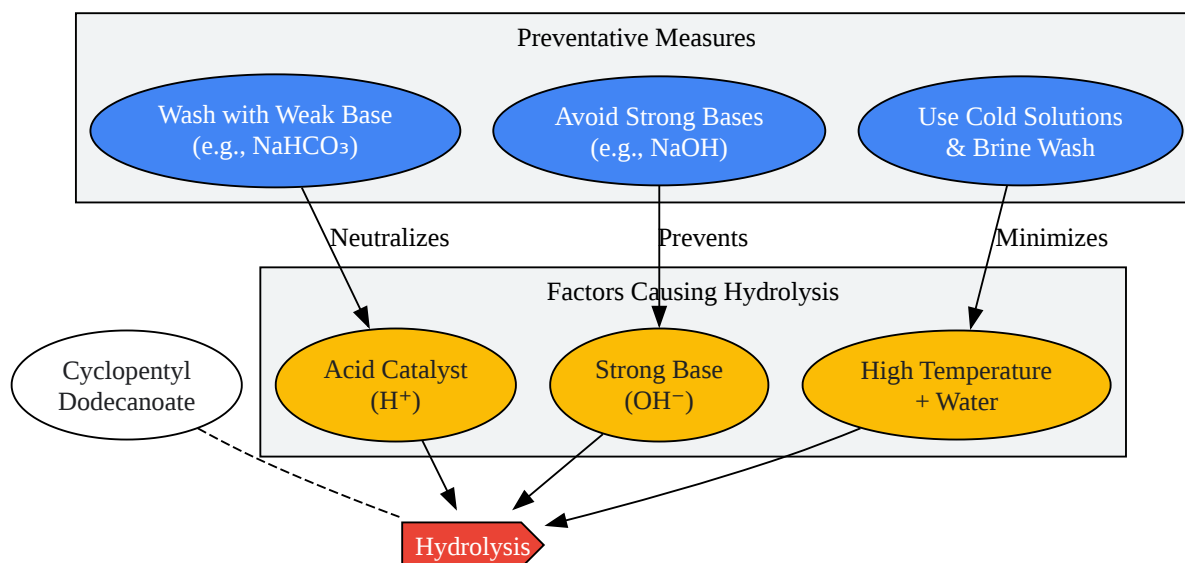 Preventative Measures
Wash with Weak Base
(e.g., NaHCO₃)
Avoid Strong Bases
(e.g., NaOH)
Use Cold Solutions
& Brine Wash
Neutralizes
Prevents
Minimizes
Factors Causing Hydrolysis
Cyclopentyl
Dodecanoate
Acid Catalyst
(H⁺)
Strong Base
(OH⁻)
High Temperature
+ Water
Hydrolysis